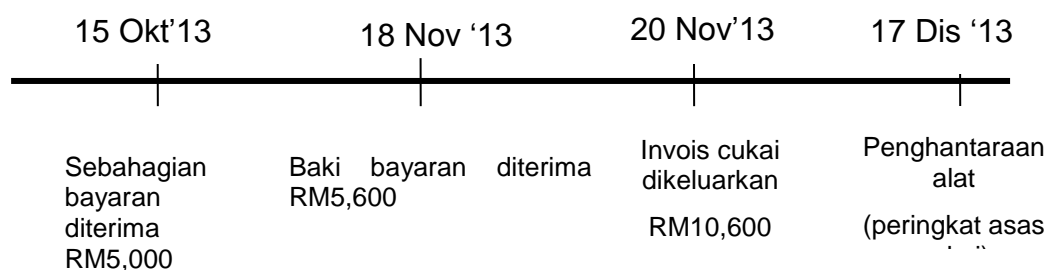 15 Okt'13
18 Nov ‘13
20 Nov'13
17 Dis ‘13
Sebahagian
bayaran
diterima
RM5,000
Baki bayaran diterima
RM5,600
Invois cukai
dikeluarkan
RM10,600
Penghantaraan
alat
(peringkat asas